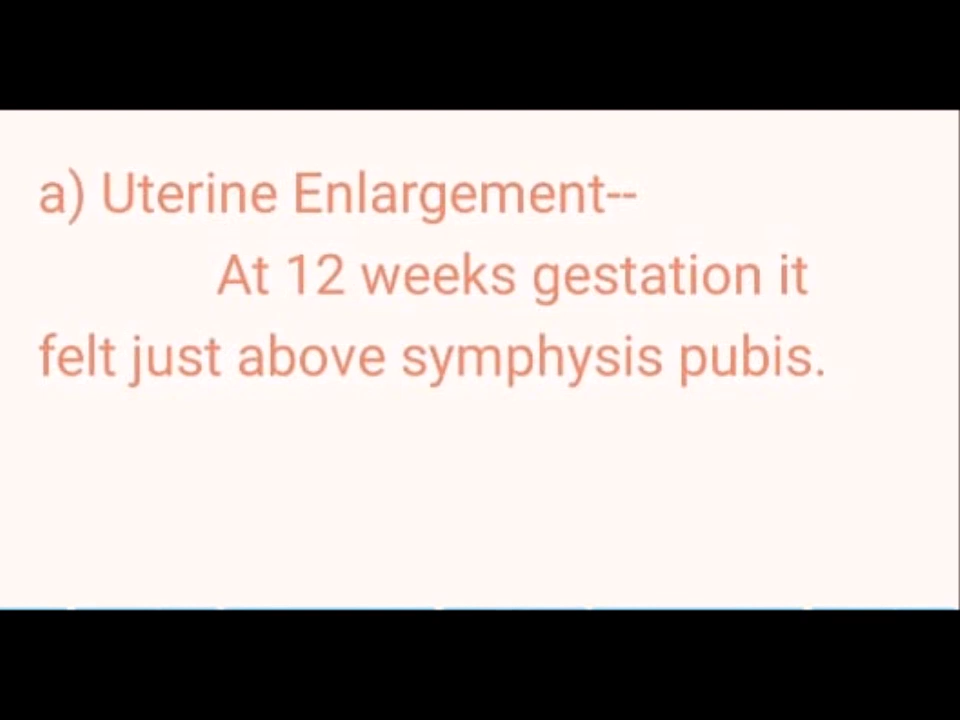 a) Uterine Enlargement--
At 12 weeks gestation it
felt just above symphysis pubis.